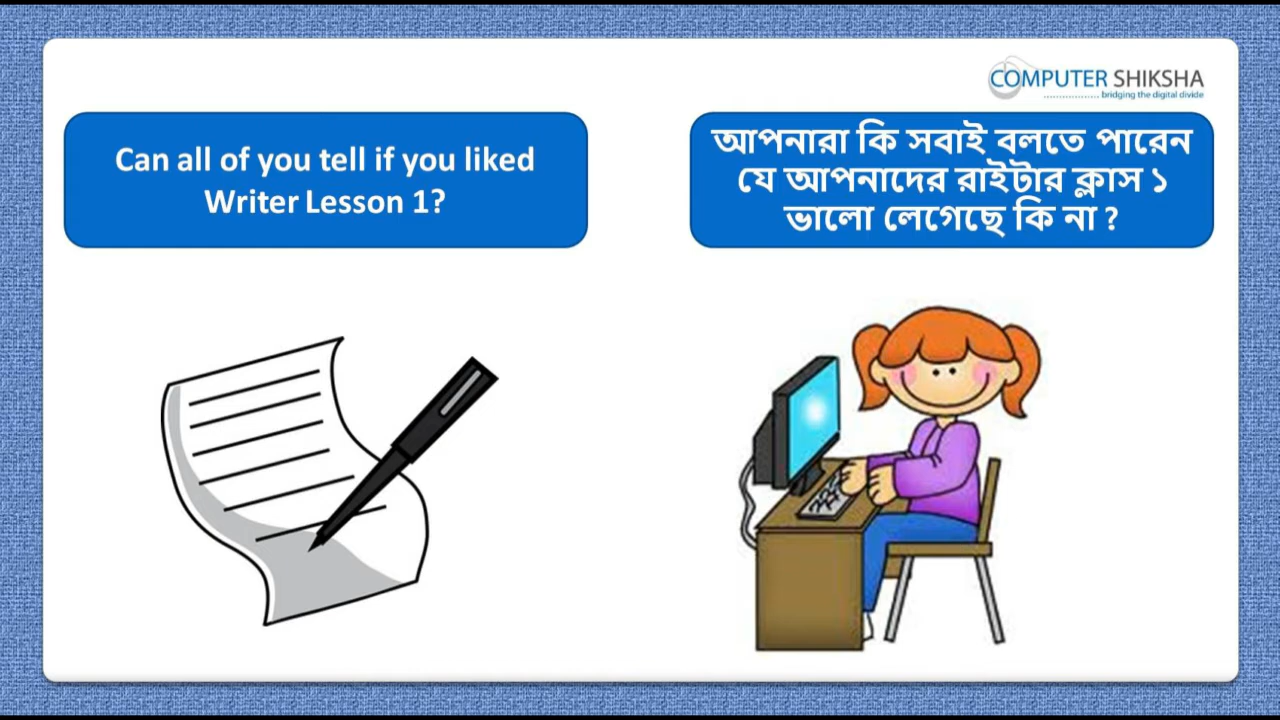 COMPUTER SHIKSHA
bridging the digital divide
Can all of you tell if you liked
Writer Lesson 1?
আপনারা কি সবাই বলতে পারেন
যে আপনাদের রাইটার ক্লাস ১
ভালো লেগেছে কি না ?